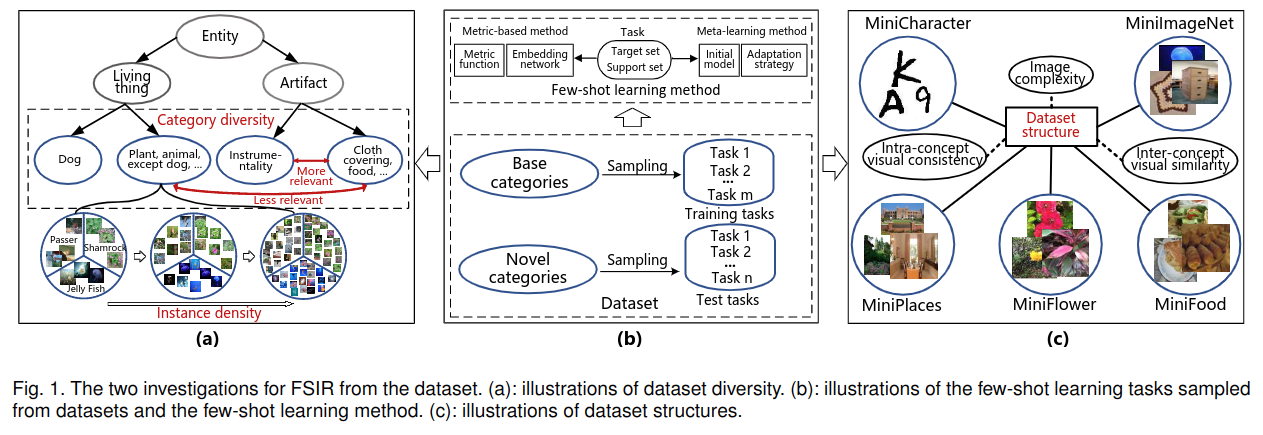 Entity
Living
thing
Artifact
Category diversity
Dog
Plant, animal,
except dog, ...
Instrume-
ntality
Cloth
covering,
food, ...
More
relevant
Less relevant
Passer
Shamrock
Jelly Fish
Instance density
(a)
Metric-based method
Task
Meta-learning method
Metric
function
Embedding
network
Target set
Support set
Initial
model
Adaptation
strategy
Few-shot learning method
Base
categories
Sampling
Task 1
Task 2
...
Task m
Training tasks
Novel
categories
Sampling
Task 1
Task 2
...
Task n
Dataset
Test tasks
(b)
MiniCharacter
MiniImageNet
K
A 9
Image
complexity
Dataset
structure
Intra-concept
visual consistency
Inter-concept
visual similarity
MiniPlaces
MiniFlower
MiniFood
(c)
Fig. 1. The two investigations for FSIR from the dataset. (a): illustrations of dataset diversity. (b): illustrations of the few-shot learning tasks sampled
from datasets and the few-shot learning method. (c): illustrations of dataset structures.